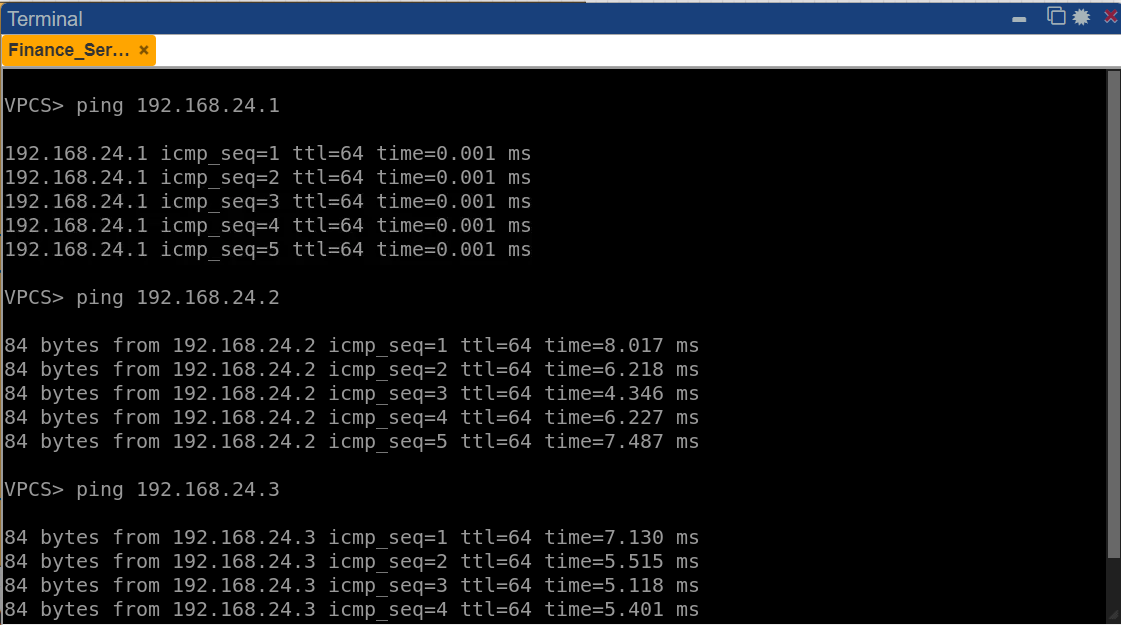 Terminal
Finance_Ser... ×
VPCS> ping 192.168.24.1
192.168.24.1 icmp_seq=1 ttl=64 time=0.001 ms
192.168.24.1 icmp_seq=2 ttl=64 time=0.001 ms
192.168.24.1 icmp_seq=3 ttl=64 time=0.001 ms
192.168.24.1 icmp_seq=4 ttl=64 time=0.001 ms
192.168.24.1 icmp_seq=5 ttl=64 time=0.001 ms
VPCS> ping 192.168.24.2
84 bytes from 192.168.24.2 icmp_seq=1 ttl=64 time=8.017 ms
84 bytes from 192.168.24.2 icmp_seq=2 ttl=64 time=6.218 ms
84 bytes from 192.168.24.2 icmp_seq=3 ttl=64 time=4.346 ms
84 bytes from 192.168.24.2 icmp_seq=4 ttl=64 time=6.227 ms
84 bytes from 192.168.24.2 icmp_seq=5 ttl=64 time=7.487 ms
VPCS> ping 192.168.24.3
84 bytes from 192.168.24.3 icmp_seq=1 ttl=64 time=7.130 ms
84 bytes from 192.168.24.3 icmp_seq=2 ttl=64 time=5.515 ms
84 bytes from 192.168.24.3 icmp_seq=3 ttl=64 time=5.118 ms
84 bytes from 192.168.24.3 icmp_seq=4 ttl=64 time=5.401 ms